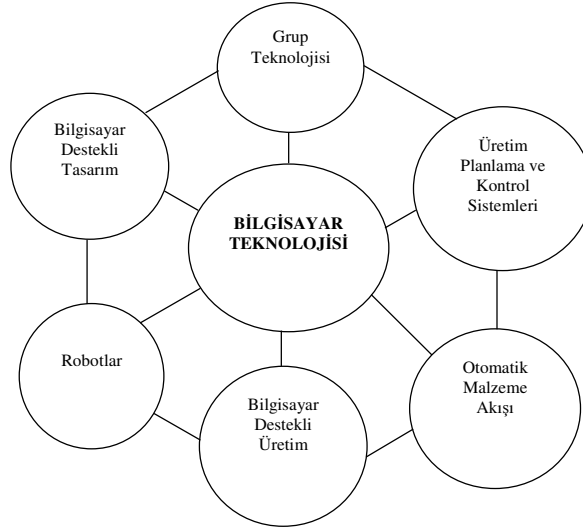 Grup
Teknolojisi
Bilgisayar
Destekli
Tasarım
Üretim
Planlama ve
Kontrol
Sistemleri
BİLGİSAYAR
TEKNOLOJİSİ
Robotlar
Otomatik
Malzeme
Akışı
Bilgisayar
Destekli
Üretim